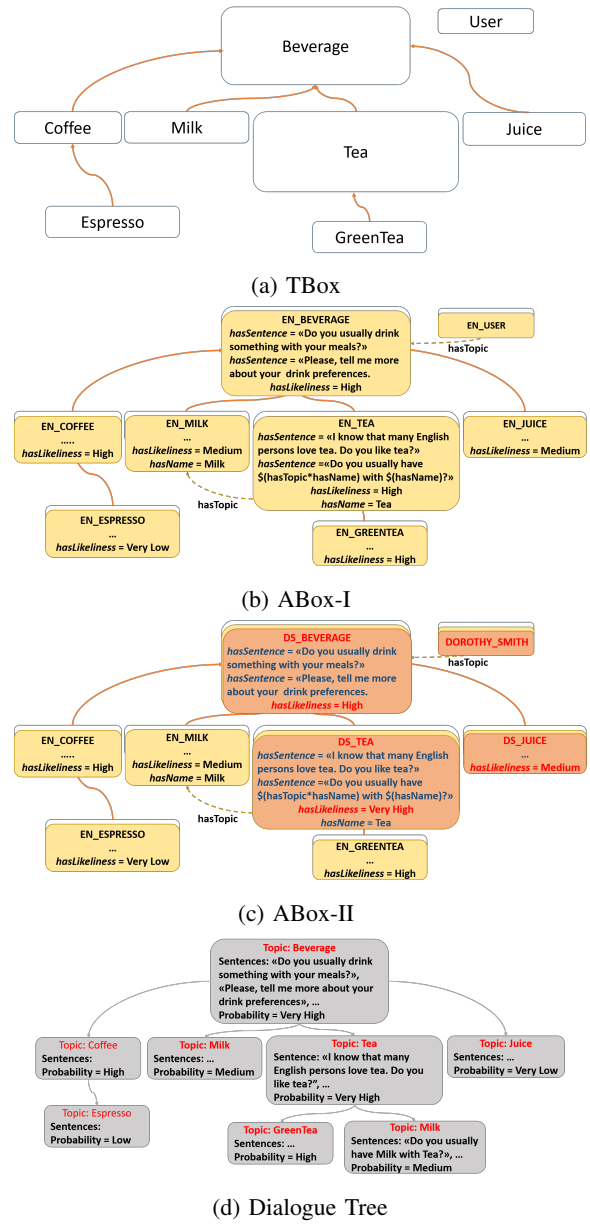 User
Beverage
Coffee
Milk
Tea
Juice
Espresso
GreenTea
(a) TBox
EN_BEVERAGE
hasSentence = «Do you usually drink
something with your meals?»
hasSentence = «Please, tell me more
about your drink preferences.
hasLikeliness = High
EN_USER
hasTopic
EN_COFFEE
.....
hasLikeliness = High
EN_MILK
...
hasLikeliness = Medium
hasName = Milk
EN_TEA
hasSentence = «I know that many English
persons love tea. Do you like tea?»
hasSentence =«Do you usually have
$(hasTopic*hasName) with $(hasName)?»
hasLikeliness = High
hasName = Tea
EN_JUICE
...
hasLikeliness = Medium
hasTopic
EN_ESPRESSO
...
hasLikeliness = Very Low
EN_GREENTEA
...
hasLikeliness = High
(b) ABox-I
DS_BEVERAGE
hasSentence = «Do you usually drink
something with your meals?»
hasSentence = «Please, tell me more
about your drink preferences.
hasLikeliness = High
DOROTHY_SMITH
hasTopic
EN_COFFEE
.....
hasLikeliness = High
EN_MILK
...
hasLikeliness = Medium
hasName = Milk
DS_TEA
hasSentence = «I know that many English
persons love tea. Do you like tea?»
hasSentence =«Do you usually have
$(hasTopic*hasName) with $(hasName)?»
hasLikeliness = Very High
hasName = Tea
DS_JUICE
...
hasLikeliness = Medium
hasTopic
EN_ESPRESSO
...
hasLikeliness = Very Low
EN_GREENTEA
...
hasLikeliness = High
(c) ABox-II
Topic: Beverage
Sentences: «Do you usually drink
something with your meals?»,
«Please, tell me more about your
drink preferences», ...
Probability = Very High
Topic: Coffee
Sentences:
Probability = High
Topic: Milk
Sentences: ...
Probability = Medium
Topic: Tea
Sentence: «I know that many
English persons love tea. Do you
like tea?”, ...
Probability = Very High
Topic: Juice
Sentences: ...
Probability = Very Low
Topic: Espresso
Sentences:
Probability = Low
Topic: GreenTea
Sentences: ...
Probability = High
Topic: Milk
Sentences: «Do you usually
have Milk with Tea?», ...
Probability = Medium
(d) Dialogue Tree